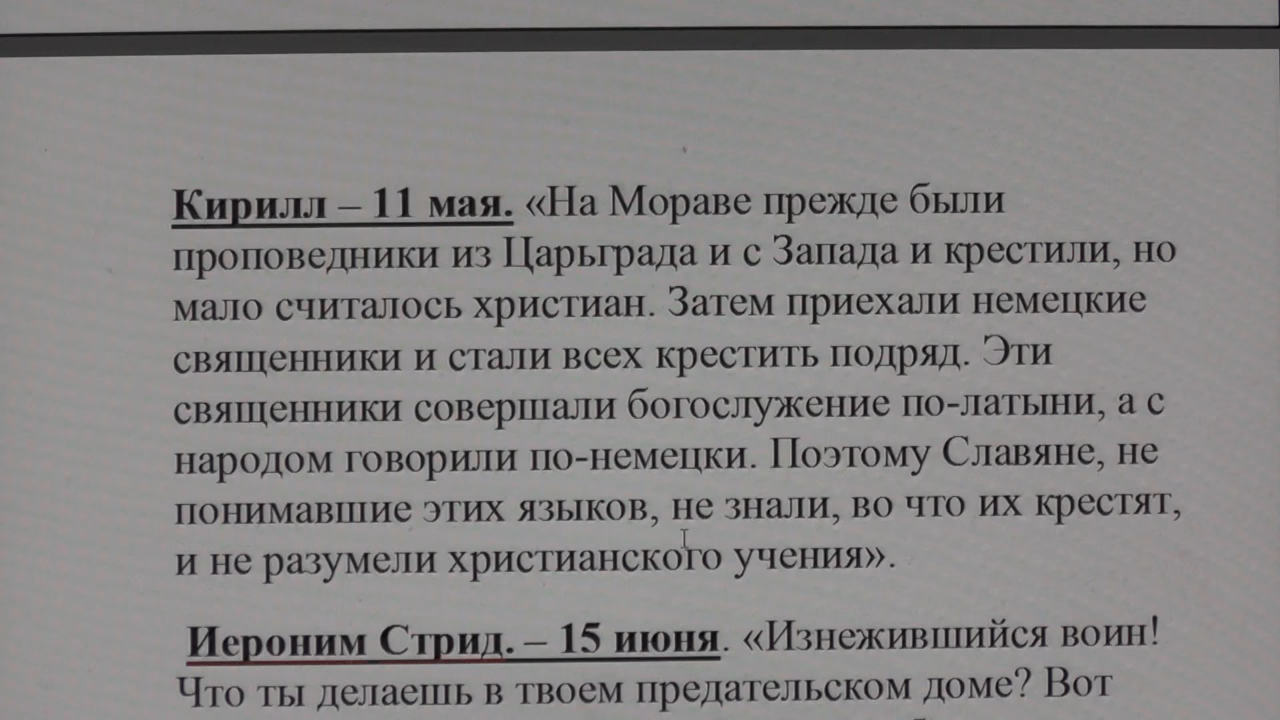 Кирилл – 11 мая. «На Мораве прежде были
проповедники из Царьграда и с Запада и крестили, но
мало считалось христиан. Затем приехали немецкие
священники и стали всех крестить подряд. Эти
священники совершали богослужение по-латыни, а с
народом говорили по-немецки. Поэтому Славяне, не
понимавшие этих языков, не знали, во что их крестят,
и не разумели христианского учения».
Иероним Стрид. – 15 июня. «Изнежившийся воин!
Что ты делаешь в твоем предательском доме? Вот